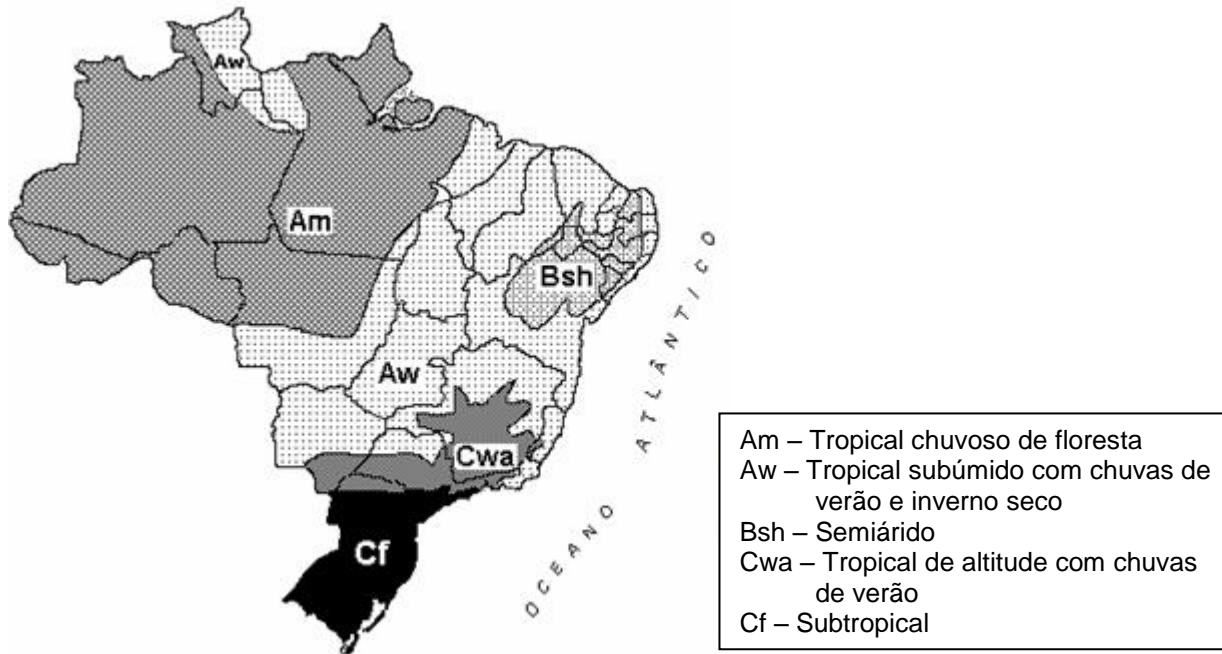 Aw
Am
Bsh
Aw
Cwa
Cf
OCEANO ATLÂNTICO
Am – Tropical chuvoso de floresta
Aw – Tropical subúmido com chuvas de
verão e inverno seco
Bsh – Semiárido
Cwa – Tropical de altitude com chuvas
de verão
Cf – Subtropical